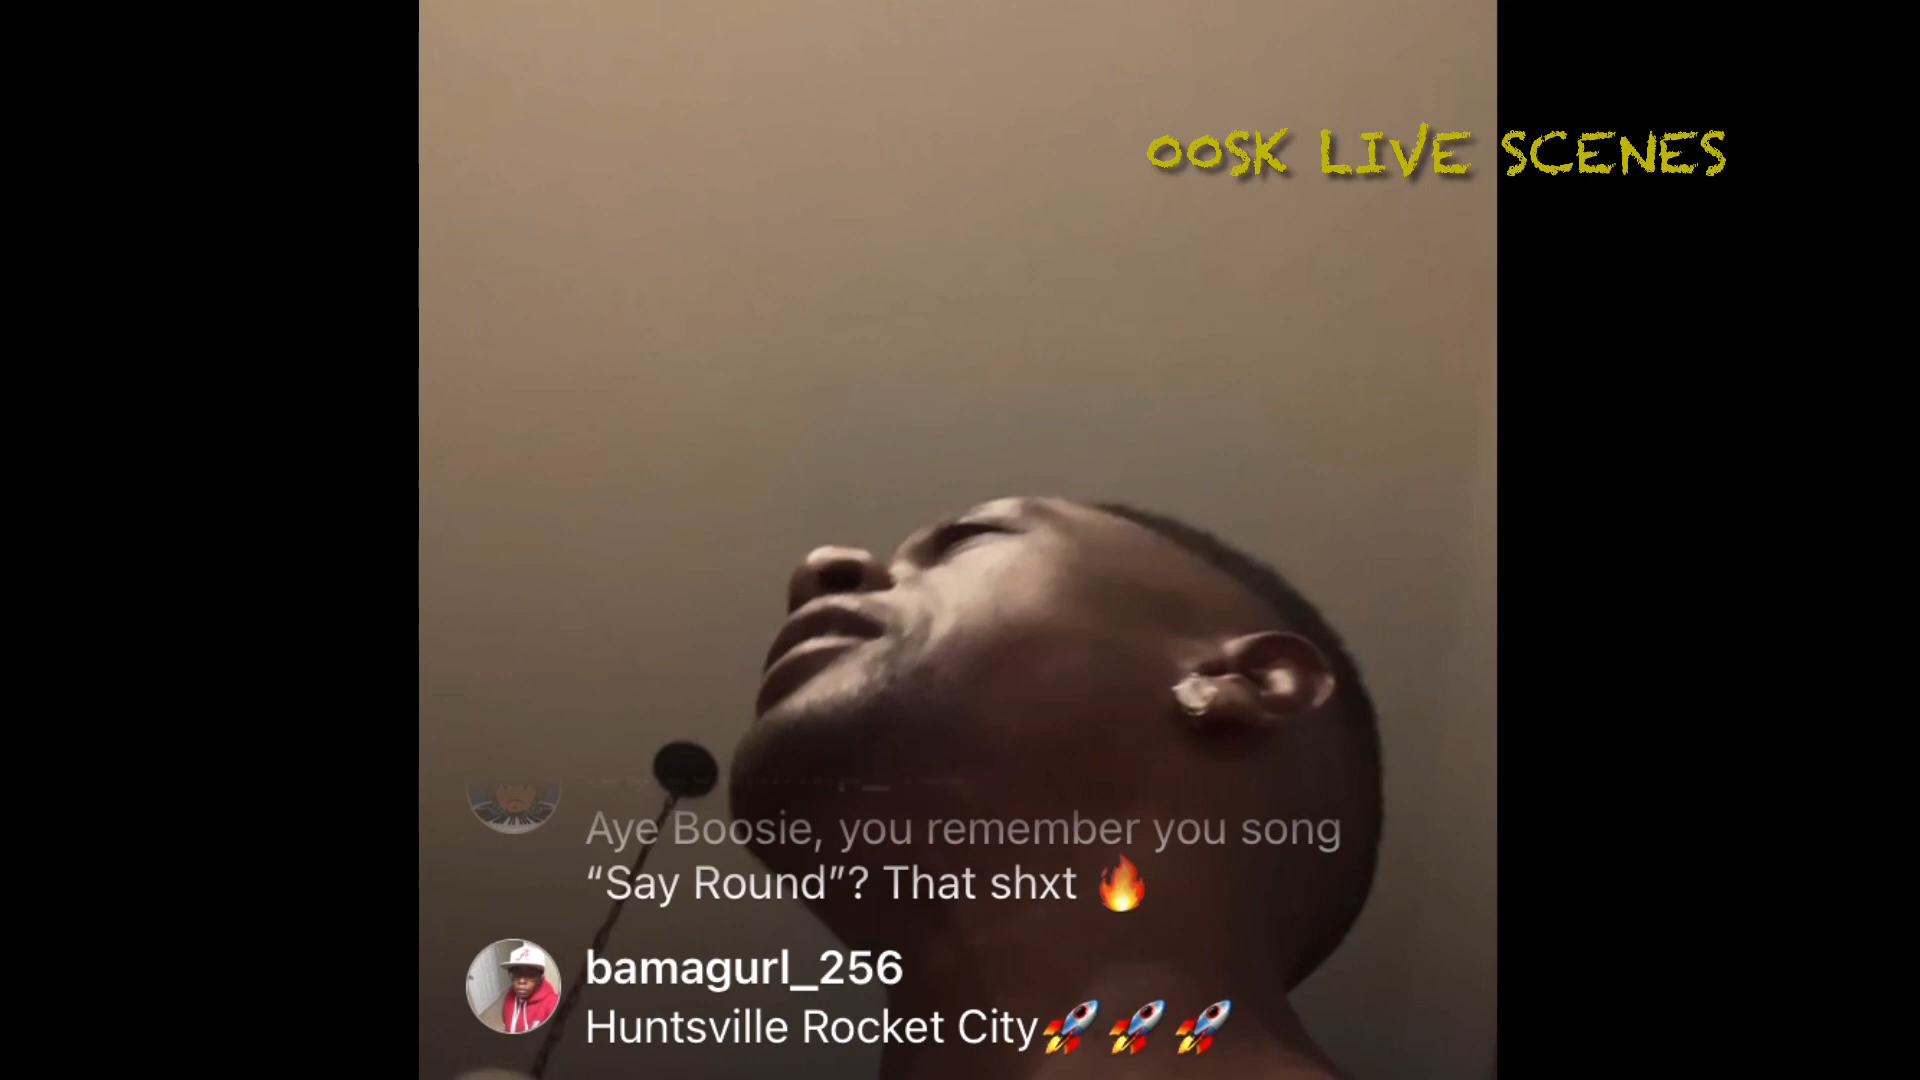 OOSK LIVE SCENES
Aye Boosie, you remember you song
“Say Round”? That shxt 🔥
bamagurl_256
Huntsville Rocket City🚀🚀🚀